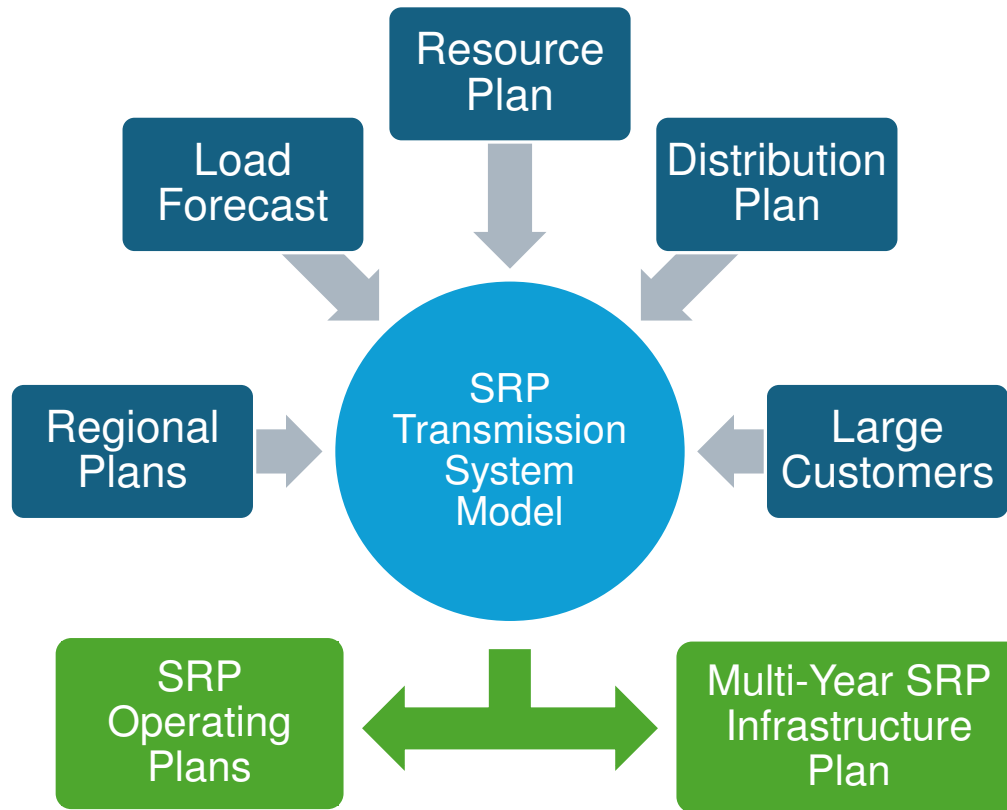 Resource
Plan
Load
Forecast
Distribution
Plan
Regional
Plans
SRP
Transmission
System
Model
Large
Customers
SRP
Operating
Plans
Multi-Year SRP
Infrastructure
Plan